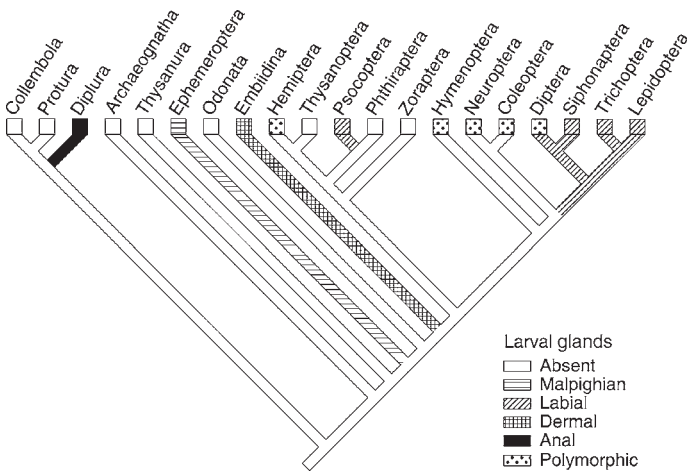 Collembola
Protura
Diplura
Archaeognatha
Thysanura
Ephemeroptera
Odonata
Embiidina
Hemiptera
Thysanoptera
Psocoptera
Phthiraptera
Zoraptera
Hymenoptera
Neuroptera
Coleoptera
Diptera
Siphonaptera
Trichoptera
Lepidoptera
Larval glands
Absent
Malpighian
Labial
Dermal
Anal
Polymorphic